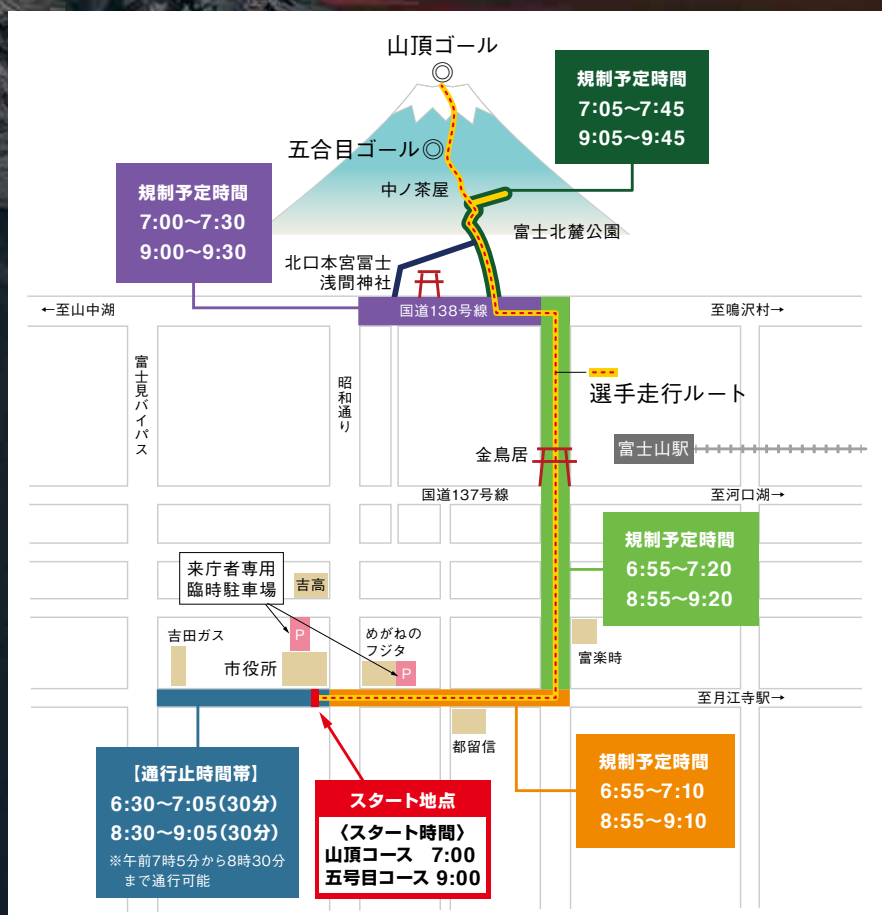 山頂ゴール
◎
規制予定時間
7:05〜7:45
9:05〜9:45
五合目ゴール◎
中ノ茶屋
規制予定時間
7:00〜7:30
9:00〜9:30
富士北麓公園
北口本宮冨士
浅間神社
←至山中湖
国道138号線
至鳴沢村→
富士見バイパス
昭和通り
選手走行ルート
金鳥居
富士山駅
国道137号線
至河口湖→
規制予定時間
6:55〜7:20
8:55〜9:20
来庁者専用
臨時駐車場
吉高
吉田ガス
P
めがねの
フジタ
市役所
P
富楽時
至月江寺駅→
都留信
【通行止時間帯】
6:30〜7:05(30分)
8:30〜9:05(30分)
※午前7時5分から8時30分
まで通行可能
スタート地点
〈スタート時間〉
山頂コース 7:00
五号目コース 9:00
規制予定時間
6:55〜7:10
8:55〜9:10